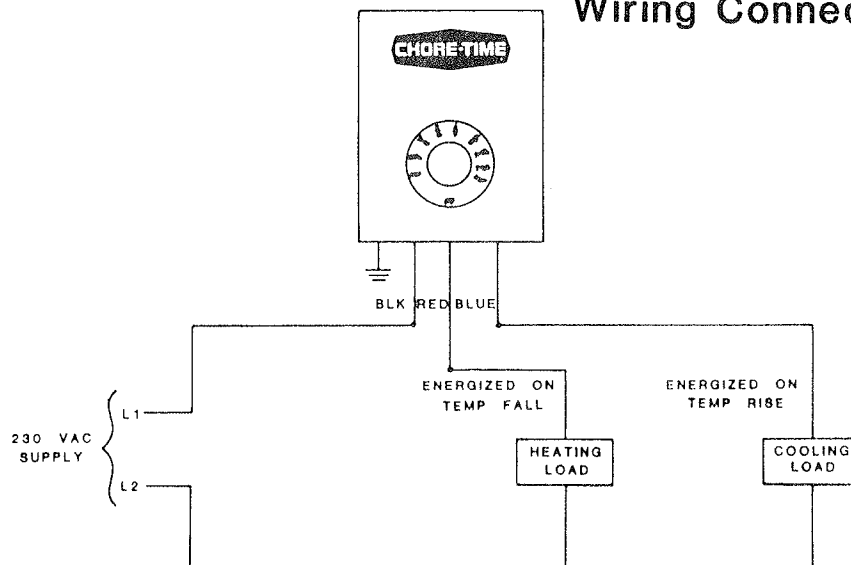 Wiring Connec
CHORE-TIME
BLK RED BLUE
ENERGIZED ON
TEMP FALL
ENERGIZED ON
TEMP RISE
L1
230 VAC
SUPPLY
HEATING
LOAD
COOLING
LOAD
L2